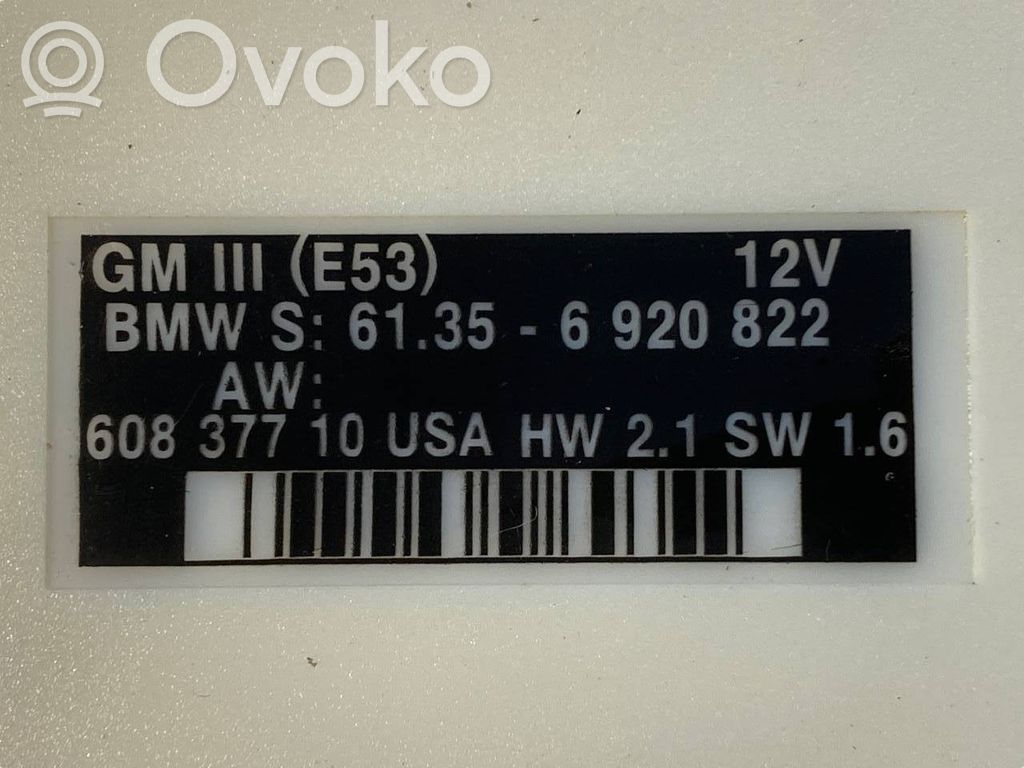 Ovoko
GM III (E53) 12V
BMW S: 61.35 - 6 920 822
AW:
608 377 10 USA HW 2.1 SW 1.6